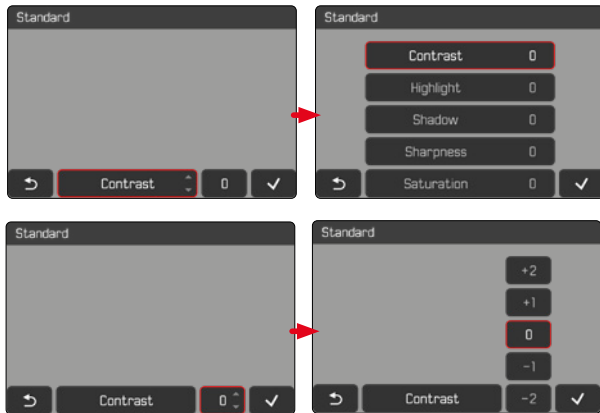 Standard
Contrast 0
Standard
Contrast 0
Highlight 0
Shadow 0
Sharpness 0
Saturation 0
Standard
Contrast 0
Standard
+2
+1
0
-1
Contrast -2